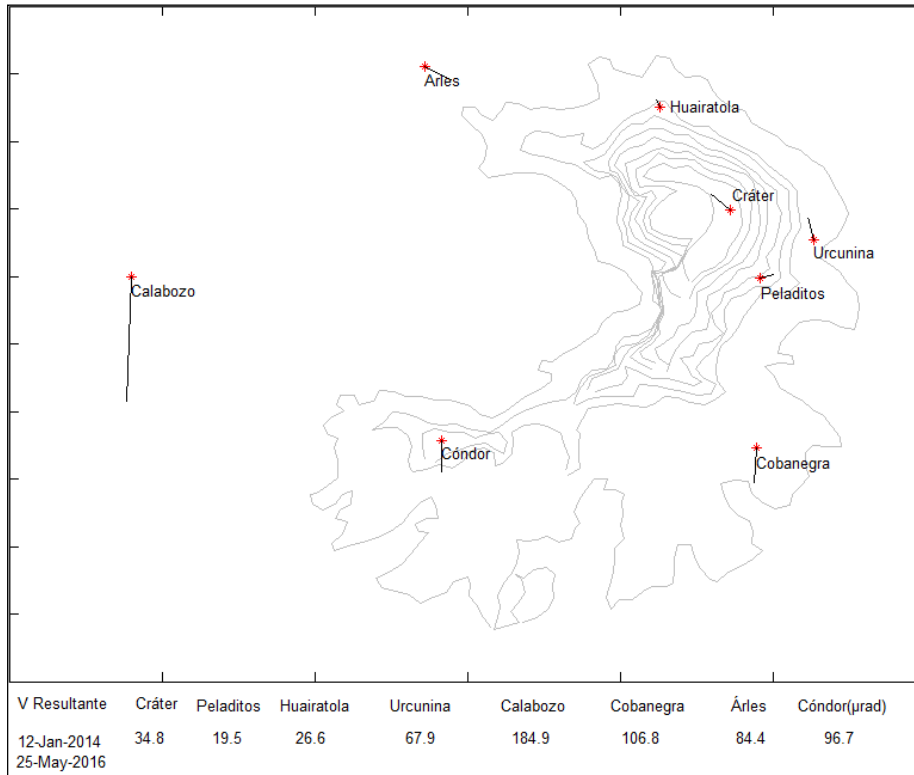 Arles
Huairatola
Cráter
Urcunina
Calabozo
Peladitos
Cóndor
Cobanegra
V Resultante Cráter Peladitos Huairatola Urcunina Calabozo Cobanegra Árles Cóndor(µrad)
12-Jan-2014 34.8 19.5 26.6 67.9 184.9 106.8 84.4 96.7
25-May-2016